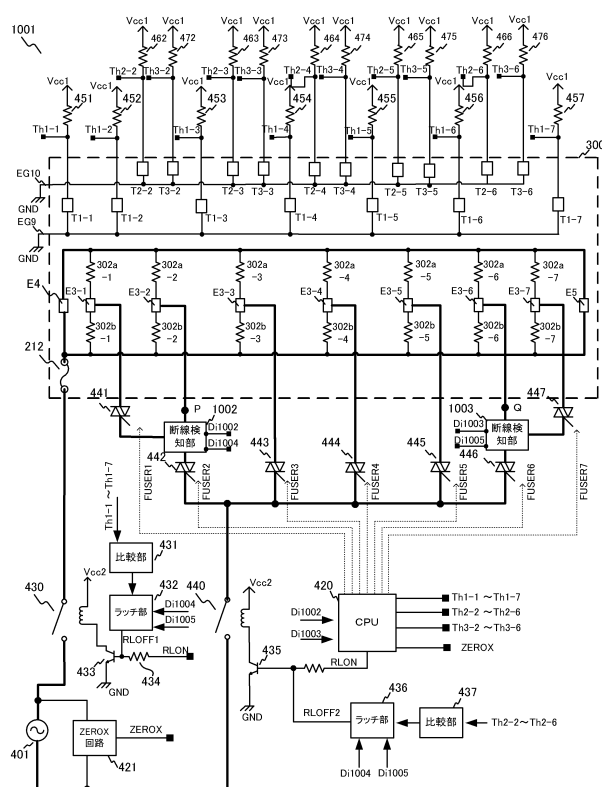 1001
Vcc1 Vcc1 Vcc1 Vcc1 Vcc1 Vcc1 Vcc1 Vcc1 Vcc1 Vcc1
462 472 463 473 464 474 465 475 466 476
Th2-2 Th3-2 Th2-3 Th3-3 Th2-4 Th3-4 Th2-5 Th3-5 Th2-6 Th3-6
Vcc1 Vcc1 Vcc1 Vcc1 Vcc1 Vcc1 Vcc1
451 452 453 454 455 456 457
Th1-1 Th1-2 Th1-3 Th1-4 Th1-5 Th1-6 Th1-7
300
EG10
GND
T2-2 T3-2 T2-3 T3-3 T2-4 T3-4 T2-5 T3-5 T2-6 T3-6
T1-1 T1-2 T1-3 T1-4 T1-5 T1-6 T1-7
EG9
GND
302a-1 302a-2 302a-3 302a-4 302a-5 302a-6 302a-7
E4 E3-1 E3-2 E3-3 E3-4 E3-5 E3-6 E3-7 E5
302b-1 302b-2 302b-3 302b-4 302b-5 302b-6 302b-7
212
441 P 1002 1003 Q 447
断線検知部
Di1002
Di1004
Di1003
Di1005
断線検知部
442 443 444 445 446
FUSER1 FUSER2 FUSER3 FUSER4 FUSER5 FUSER6 FUSER7
Th1-1 ~Th1-7
比較部 431
430
Vcc2
432
ラッチ部
Di1004
Di1005
RLOFF1
RLON
433 434
GND
440
Vcc2
435
GND
RLON
RLOFF2
420
CPU
Di1002
Di1003
Th1-1 ~Th1-7
Th2-2 ~Th2-6
Th3-2 ~Th3-6
ZEROX
436
ラッチ部
437
比較部
Th2-2~Th2-6
Di1004 Di1005
401
ZEROX回路
421
ZEROX